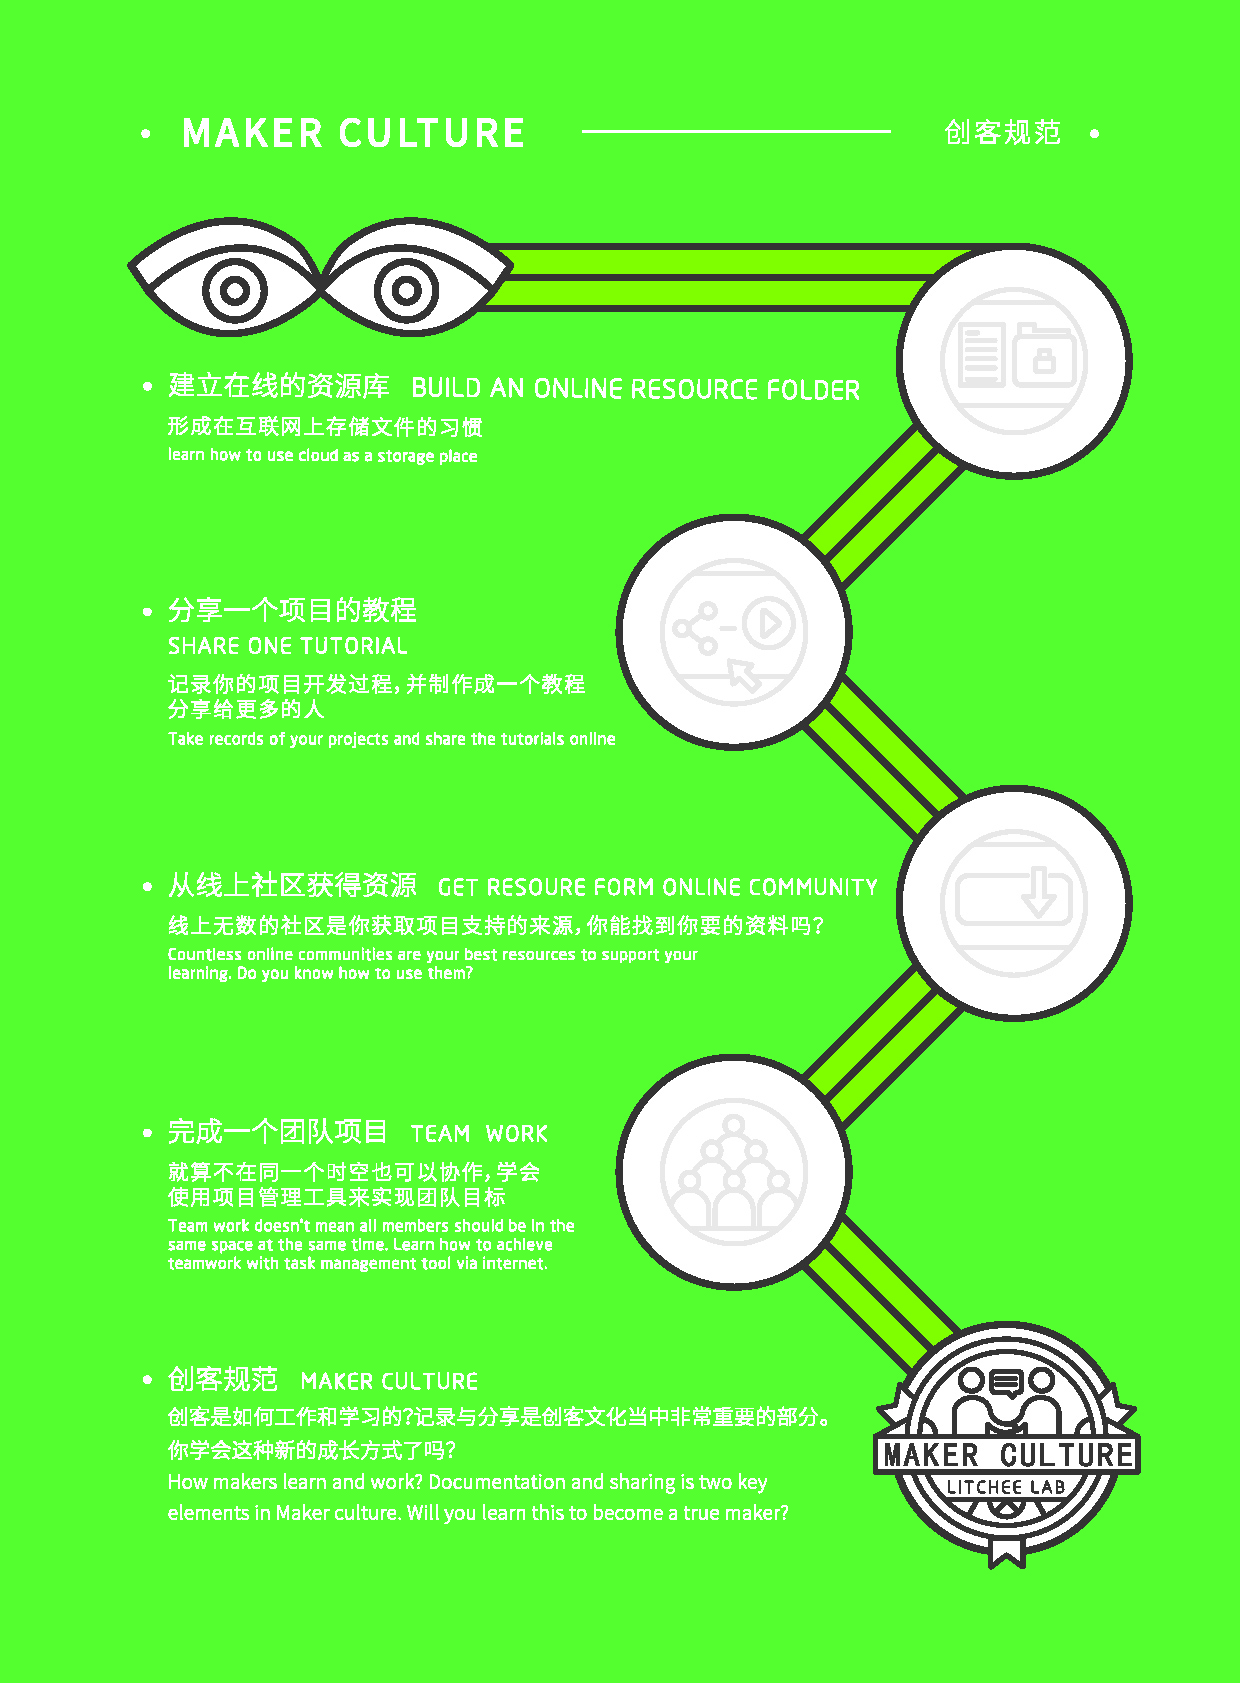 • MAKER CULTURE 创客规范 •
• 建立在线的资源库 BUILD AN ONLINE RESOURCE FOLDER
形成在互联网上存储文件的习惯
learn how to use cloud as a storage place
• 分享一个项目的教程
SHARE ONE TUTORIAL
记录你的项目开发过程，并制作成一个教程
分享给更多的人
Take records of your projects and share the tutorials online
• 从线上社区获得资源 GET RESOURE FORM ONLINE COMMUNITY
线上无数的社区是你获取项目支持的来源，你能找到你要的资料吗？
Countless online communities are your best resources to support your
learning. Do you know how to use them?
• 完成一个团队项目 TEAM WORK
就算不在同一个时空也可以协作，学会
使用项目管理工具来实现团队目标
Team work doesn't mean all members should be in the
same space at the same time. Learn how to achieve
teamwork with task management tool via internet.
• 创客规范 MAKER CULTURE
创客是如何工作和学习的？记录与分享是创客文化当中非常重要的部分。
你学会这种新的成长方式了吗？
How makers learn and work? Documentation and sharing is two key
elements in Maker culture. Will you learn this to become a true maker?
MAKER CULTURE
LITCHEE LAB